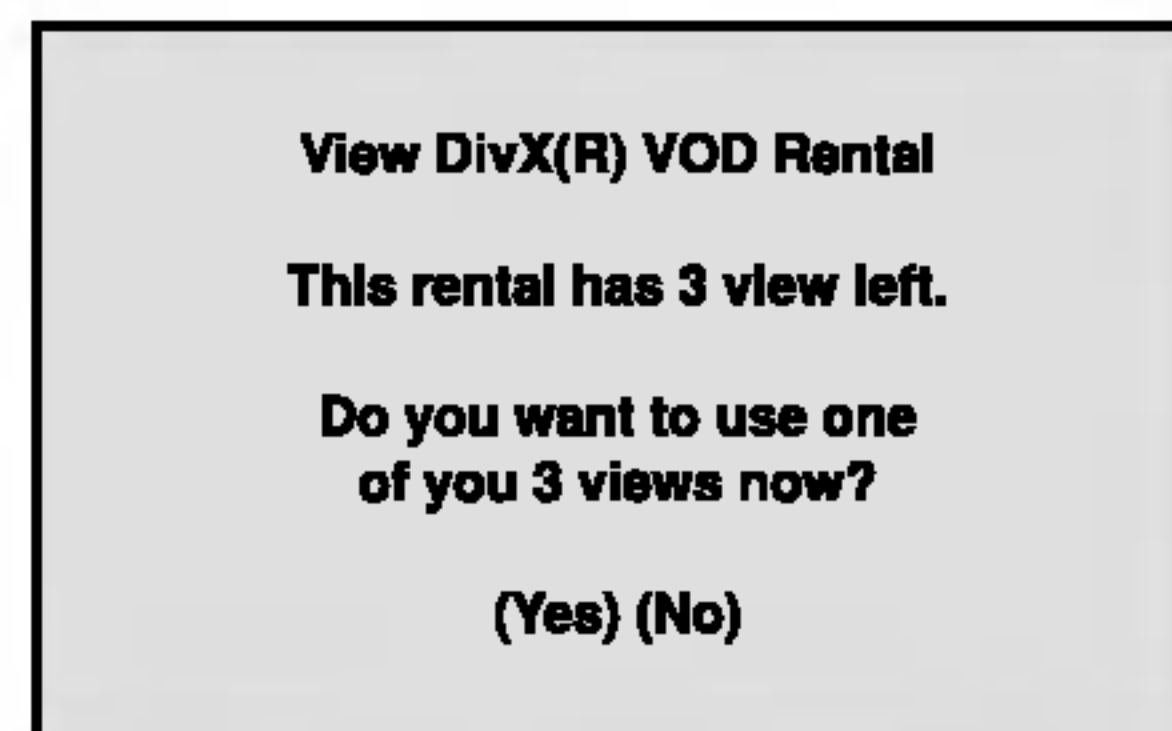 View DivX(R) VOD Rental
This rental has 3 view left.
Do you want to use one
of you 3 views now?
(Yes) (No)